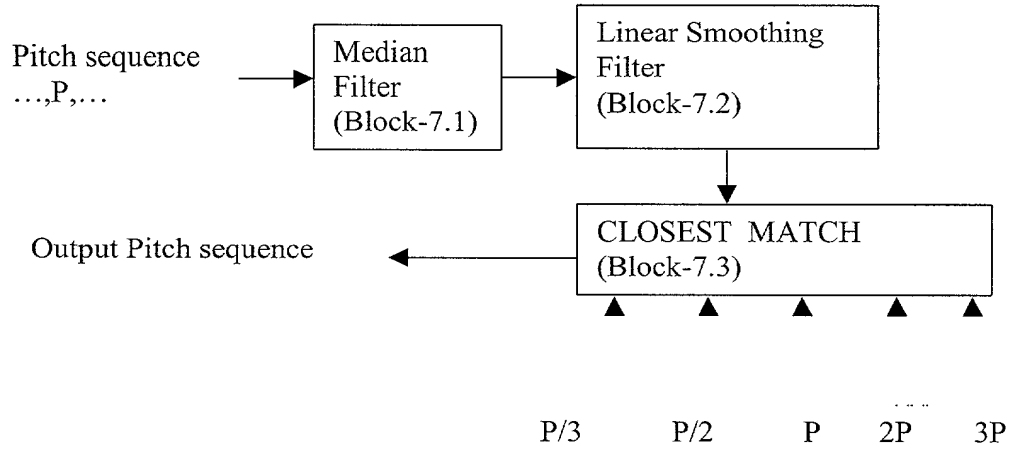 Pitch sequence
...,P,...
Median
Filter
(Block-7.1)
Linear Smoothing
Filter
(Block-7.2)
CLOSEST MATCH
(Block-7.3)
Output Pitch sequence
P/3 P/2 P 2P 3P